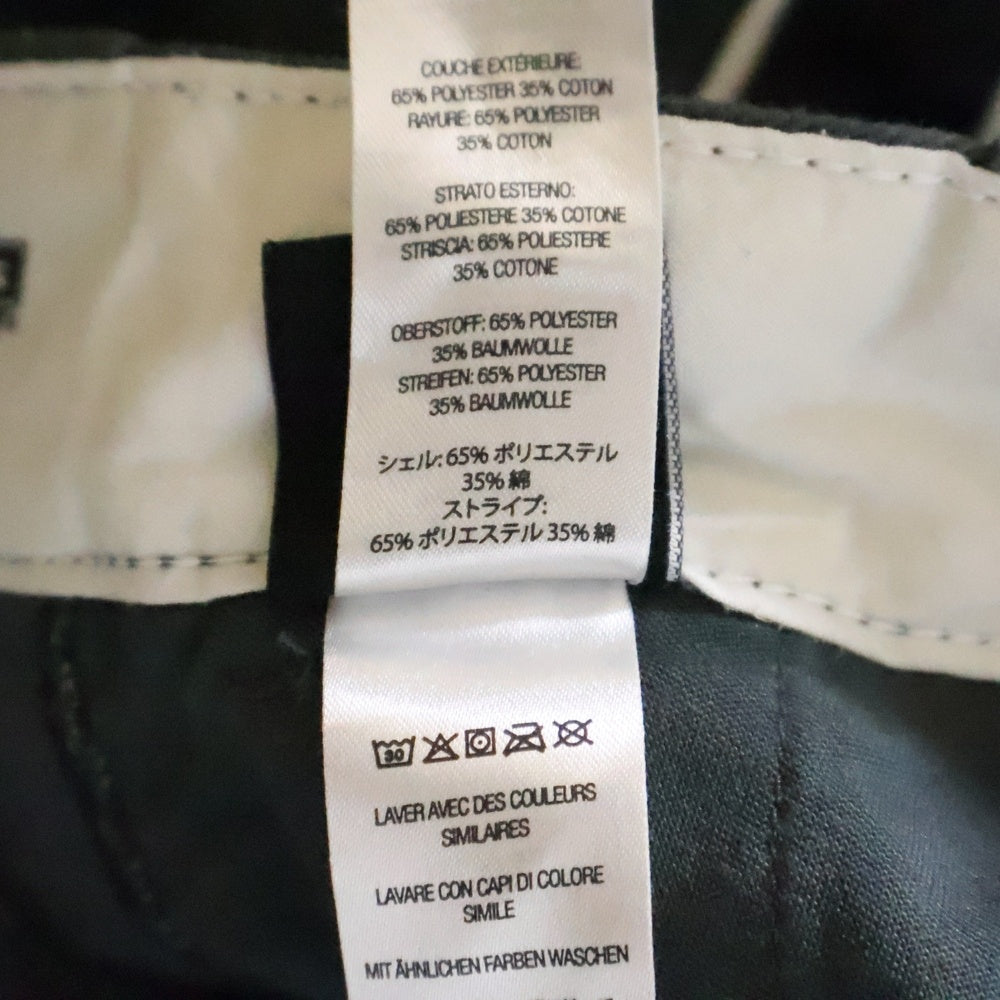 COUCHE EXTÉRIEURE:
65% POLYESTER 35% COTON
RAYURE: 65% POLYESTER
35% COTON
STRATO ESTERNO:
65% POLIESTERE 35% COTONE
STRISCIA: 65% POLIESTERE
35% COTONE
OBERSTOFF: 65% POLYESTER
35% BAUMWOLLE
STREIFEN: 65% POLYESTER
35% BAUMWOLLE
シェル: 65% ポリエステル
35% 綿
ストライプ:
65% ポリエステル 35% 綿
30
LAVER AVEC DES COULEURS
SIMILAIRES
LAVARE CON CAPI DI COLORE
SIMILE
MIT ÄHNLICHEN FARBEN WASCHEN